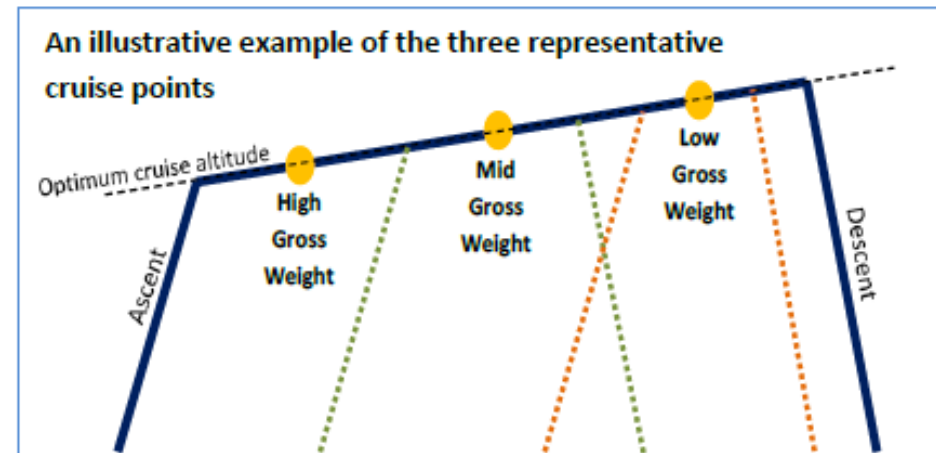 An illustrative example of the three representative
cruise points
Optimum cruise altitude
High
Gross
Weight
Mid
Gross
Weight
Low
Gross
Weight
Ascent
Descent